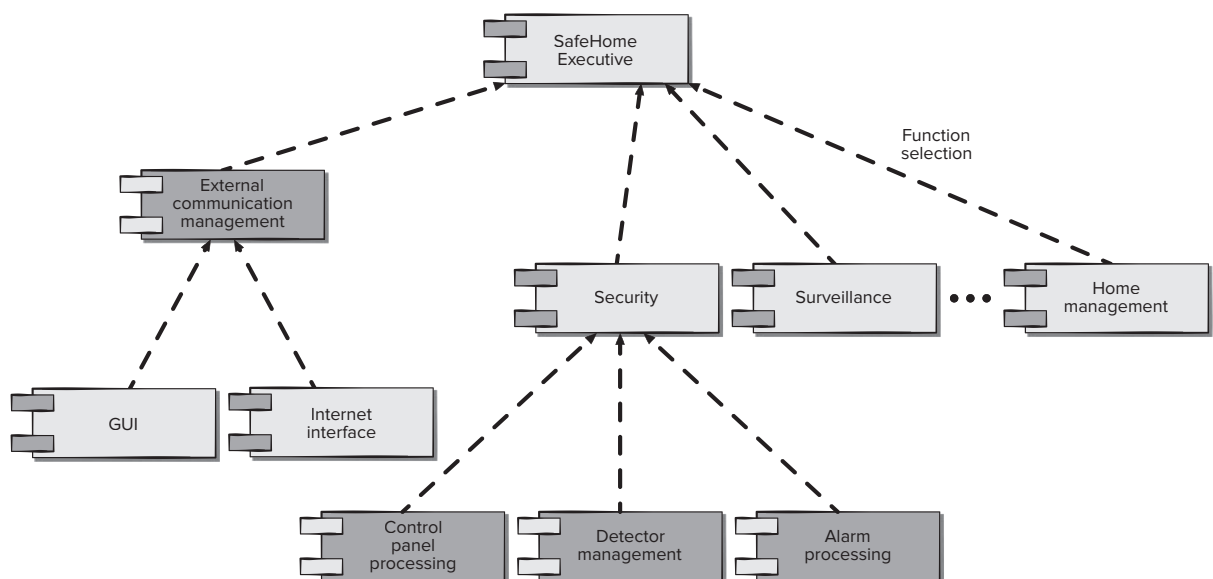 SafeHome
Executive
Function
selection
External
communication
management
Security
Surveillance
Home
management
GUI
Internet
interface
Control
panel
processing
Detector
management
Alarm
processing